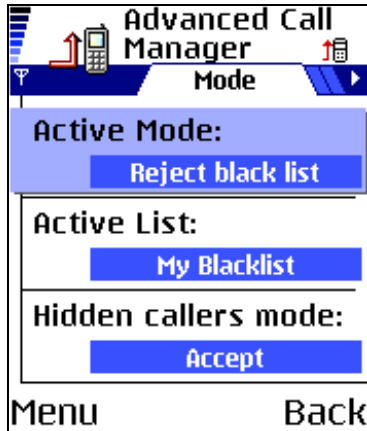 Advanced Call
Manager
Mode
Active Mode:
Reject black list
Active List:
My Blacklist
Hidden callers mode:
Accept
Menu Back